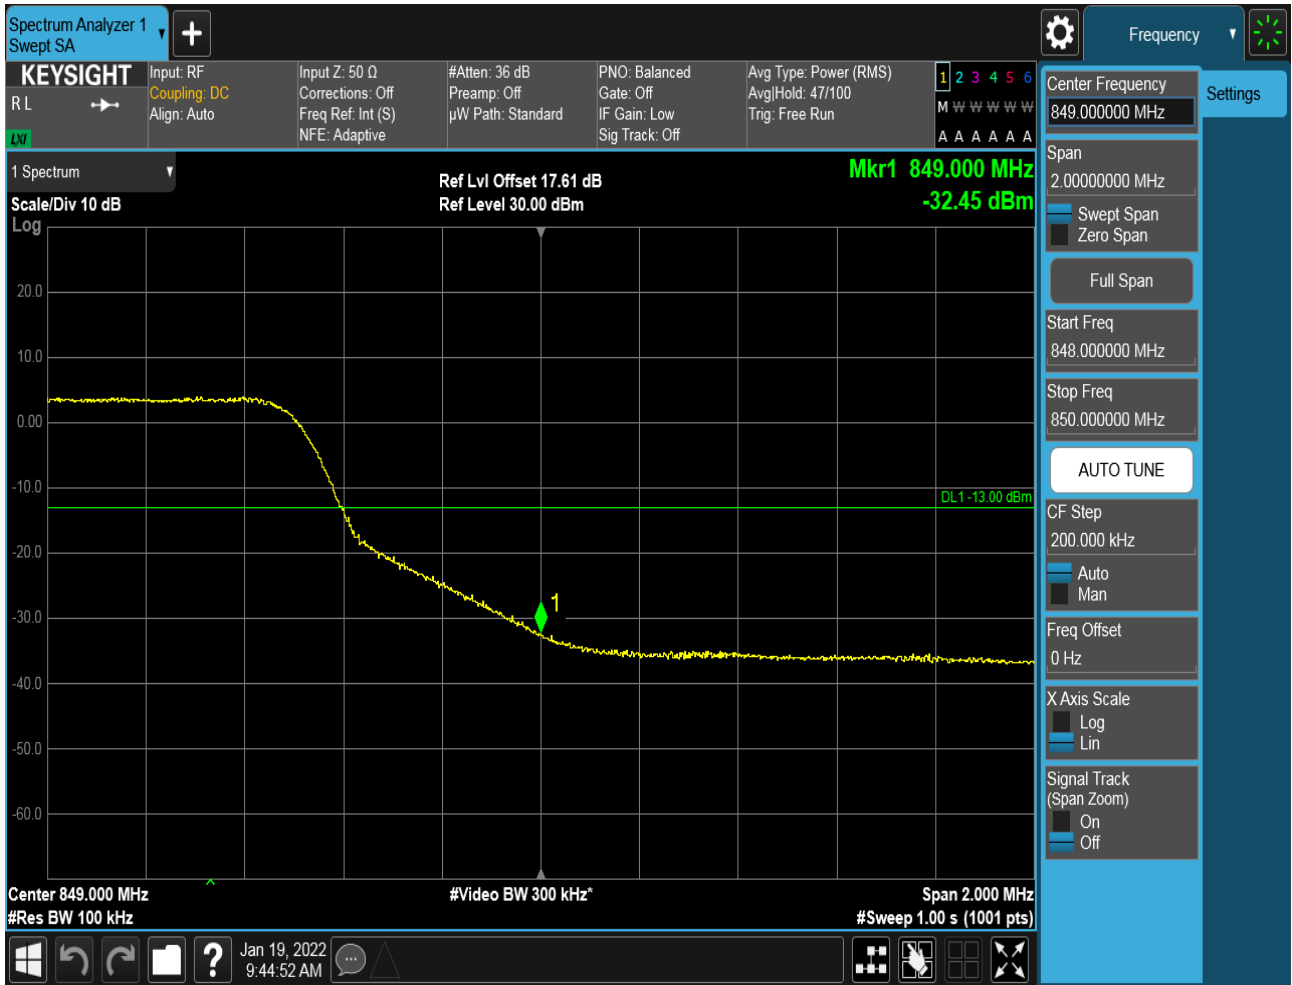 Spectrum Analyzer 1
Swept SA
Frequency
KEYSIGHT
R L
LXI
Input: RF
Coupling: DC
Align: Auto
Input Z: 50 Ω
Corrections: Off
Freq Ref: Int (S)
NFE: Adaptive
#Atten: 36 dB
Preamp: Off
µW Path: Standard
PNO: Balanced
Gate: Off
IF Gain: Low
Sig Track: Off
Avg Type: Power (RMS)
Avg|Hold: 47/100
Trig: Free Run
1 2 3 4 5 6
M W W W W W
A A A A A A
1 Spectrum
Scale/Div 10 dB
Log
Ref Lvl Offset 17.61 dB
Ref Level 30.00 dBm
Mkr1 849.000 MHz
-32.45 dBm
20.0
10.0
0.00
-10.0
-20.0
-30.0
-40.0
-50.0
-60.0
DL1 -13.00 dBm
1
Center 849.000 MHz
#Res BW 100 kHz
#Video BW 300 kHz*
Span 2.000 MHz
#Sweep 1.00 s (1001 pts)
?
Jan 19, 2022
9:44:52 AM
Center Frequency
849.000000 MHz
Settings
Span
2.00000000 MHz
Swept Span
Zero Span
Full Span
Start Freq
848.000000 MHz
Stop Freq
850.000000 MHz
AUTO TUNE
CF Step
200.000 kHz
Auto
Man
Freq Offset
0 Hz
X Axis Scale
Log
Lin
Signal Track
(Span Zoom)
On
Off